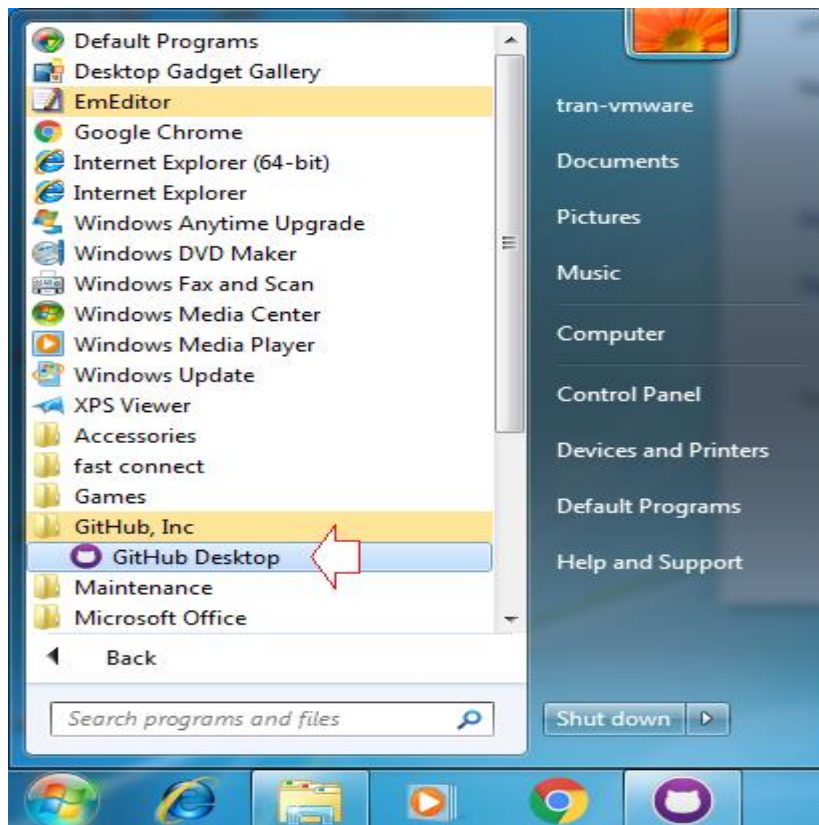 Default Programs
Desktop Gadget Gallery
EmEditor
Google Chrome
Internet Explorer (64-bit)
Internet Explorer
Windows Anytime Upgrade
Windows DVD Maker
Windows Fax and Scan
Windows Media Center
Windows Media Player
Windows Update
XPS Viewer
Accessories
fast connect
Games
GitHub, Inc
GitHub Desktop
Maintenance
Microsoft Office
Back
Search programs and files
tran-vmware
Documents
Pictures
Music
Computer
Control Panel
Devices and Printers
Default Programs
Help and Support
Shut down